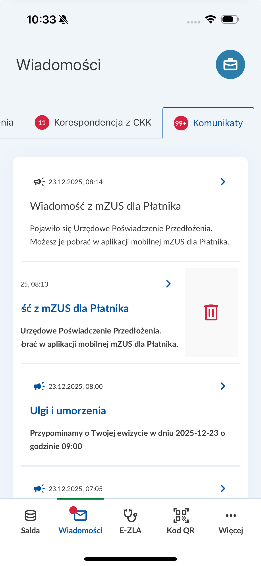 10:33
Wiadomości
nia
11 Korespondencja z CKK
99+ Komunikaty
23.12.2025, 08:14
Wiadomość z mZUS dla Płatnika
Pojawiło się Urzędowe Poświadczenie Przedłożenia.
Możesz je pobrać w aplikacji mobilnej mZUS dla Płatnika.
25, 08:13
ść z mZUS dla Płatnika
Urzędowe Poświadczenie Przedłożenia.
brać w aplikacji mobilnej mZUS dla Płatnika.
23.12.2025, 08:00
Ulgi i umorzenia
Przypominamy o Twojej ewizycie w dniu 2025-12-23 o
godzinie 09:00
23.12.2025, 07:05
Salda Wiadomości E-ZLA Kod QR Więcej